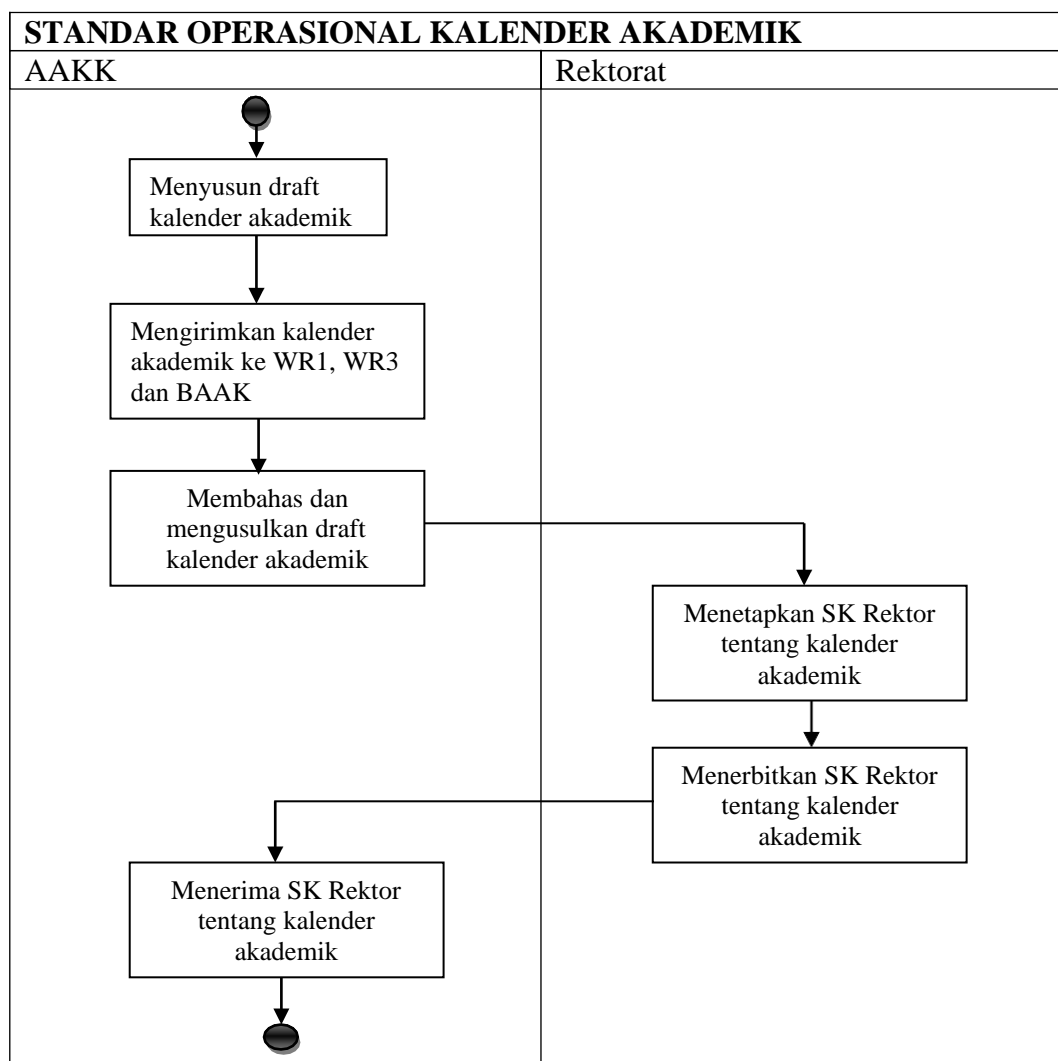 STANDAR OPERASIONAL KALENDER AKADEMIK
AAKK
Rektorat
Menyusun draft
kalender akademik
Mengirimkan kalender
akademik ke WR1, WR3
dan BAAK
Membahas dan
mengusulkan draft
kalender akademik
Menetapkan SK Rektor
tentang kalender
akademik
Menerbitkan SK Rektor
tentang kalender
akademik
Menerima SK Rektor
tentang kalender
akademik